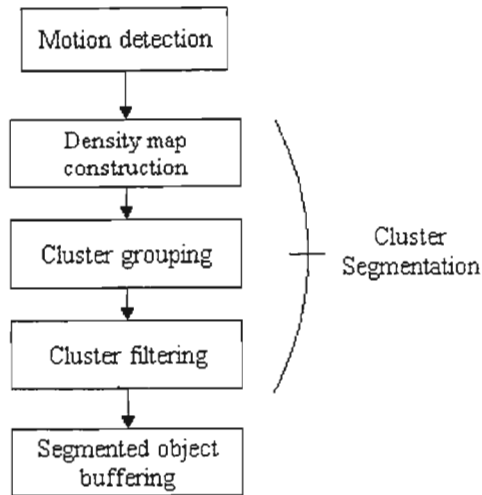 Motion detection
Density map
construction
Cluster grouping
Cluster filtering
Segmented object
buffering
Cluster
Segmentation